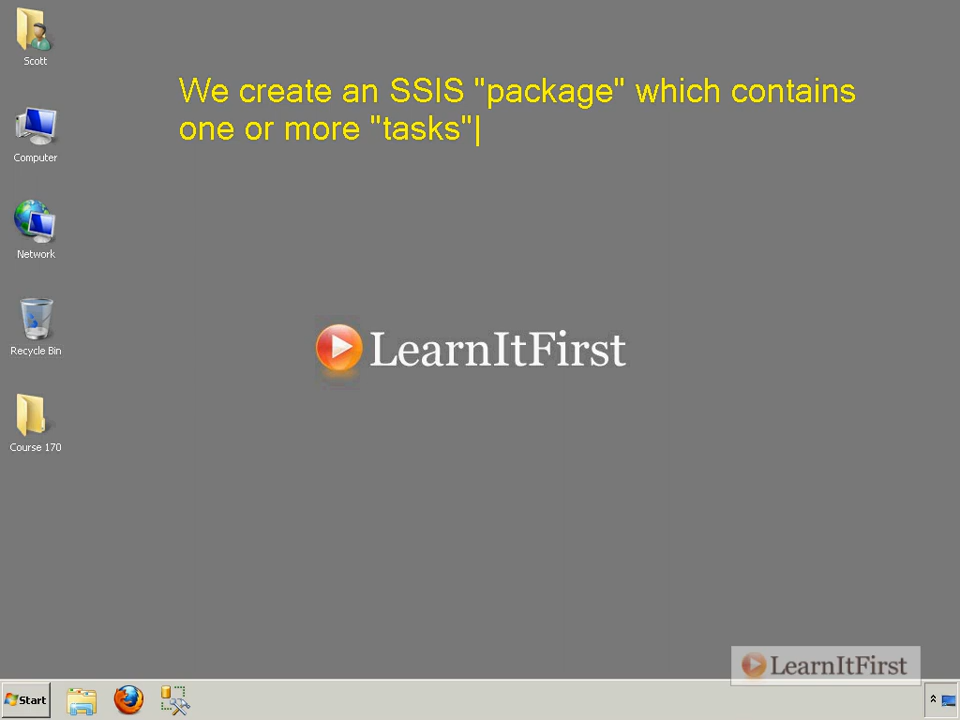 Scott
We create an SSIS "package" which contains
one or more "tasks"
Computer
Network
Recycle Bin
LearnItFirst
Course 170
LearnItFirst
Start